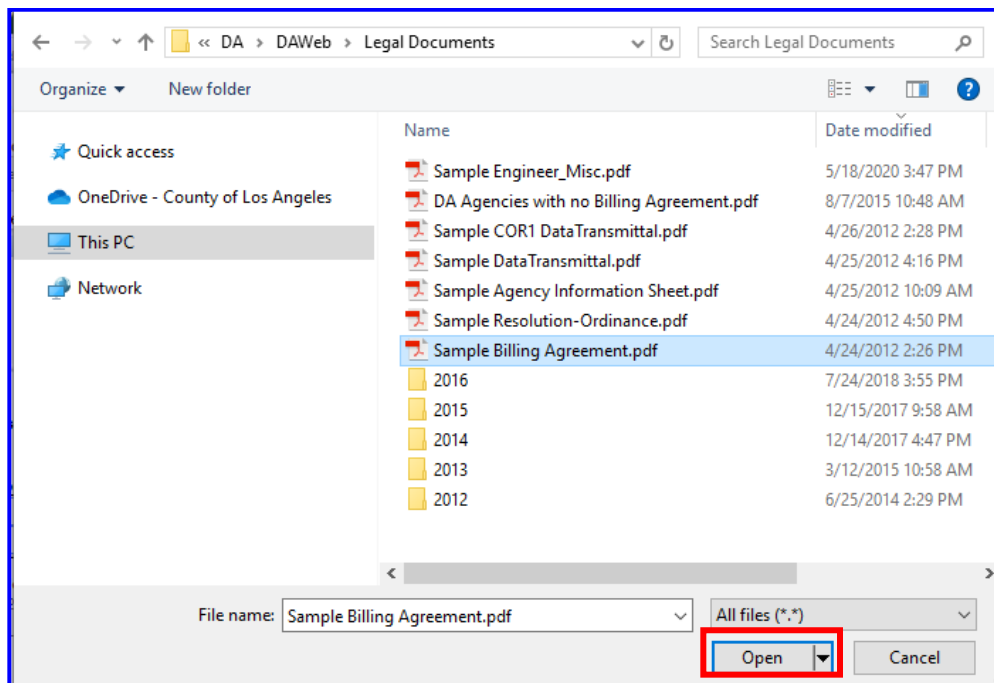 « DA > DAWeb > Legal Documents
Search Legal Documents
Organize
New folder
Name
Date modified
Quick access
OneDrive - County of Los Angeles
This PC
Network
Sample Engineer_Misc.pdf 5/18/2020 3:47 PM
DA Agencies with no Billing Agreement.pdf 8/7/2015 10:48 AM
Sample COR1 DataTransmittal.pdf 4/26/2012 2:28 PM
Sample DataTransmittal.pdf 4/25/2012 4:16 PM
Sample Agency Information Sheet.pdf 4/25/2012 10:09 AM
Sample Resolution-Ordinance.pdf 4/24/2012 4:50 PM
Sample Billing Agreement.pdf 4/24/2012 2:26 PM
2016 7/24/2018 3:55 PM
2015 12/15/2017 9:58 AM
2014 12/14/2017 4:47 PM
2013 3/12/2015 10:58 AM
2012 6/25/2014 2:29 PM
File name: Sample Billing Agreement.pdf
All files (*.*)
Open
Cancel